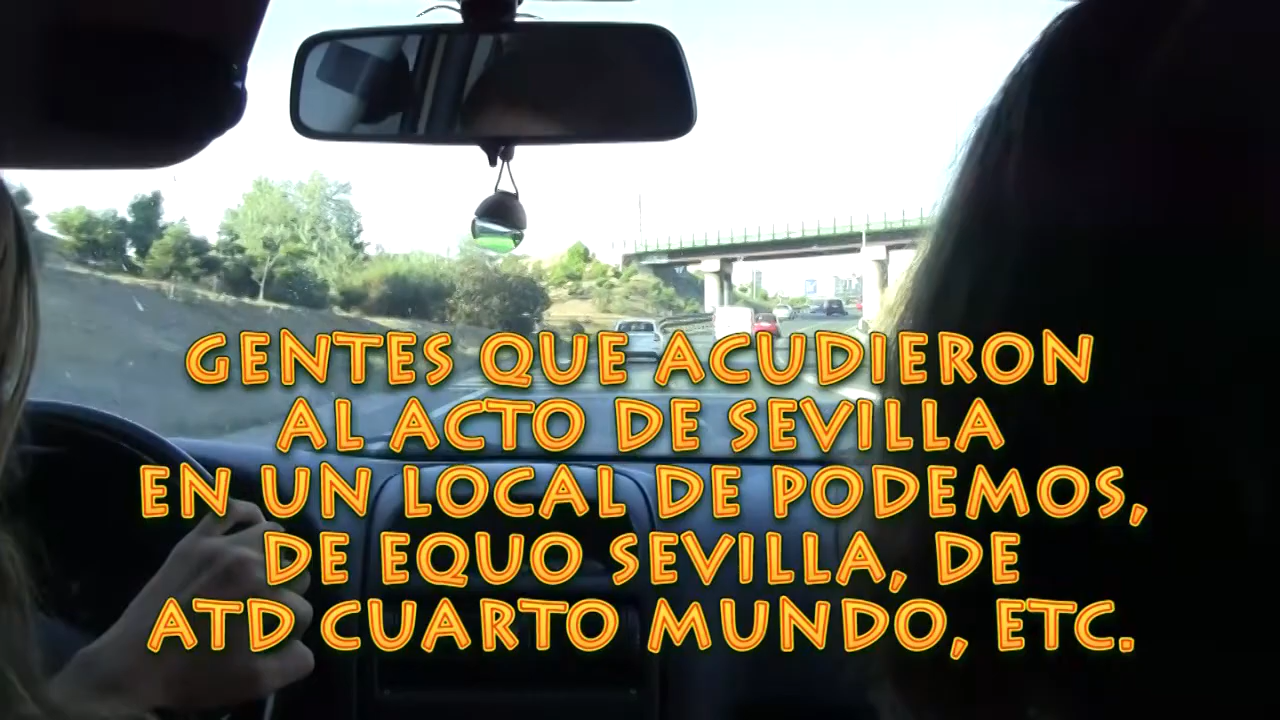 GENTES QUE ACUDIERON
AL ACTO DE SEVILLA
EN UN LOCAL DE PODEMOS,
DE EQUO SEVILLA, DE
ATD CUARTO MUNDO, ETC.